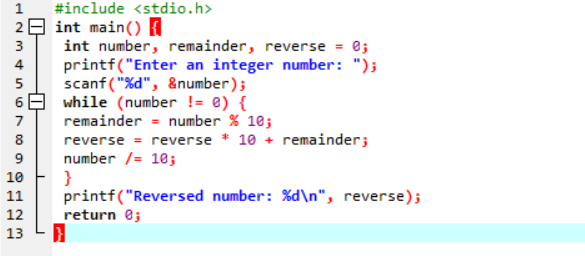 1 #include <stdio.h>
2 int main() {
3 int number, remainder, reverse = 0;
4 printf("Enter an integer number: ");
5 scanf("%d", &number);
6 while (number != 0) {
7 remainder = number % 10;
8 reverse = reverse * 10 + remainder;
9 number /= 10;
10 }
11 printf("Reversed number: %d\n", reverse);
12 return 0;
13 }